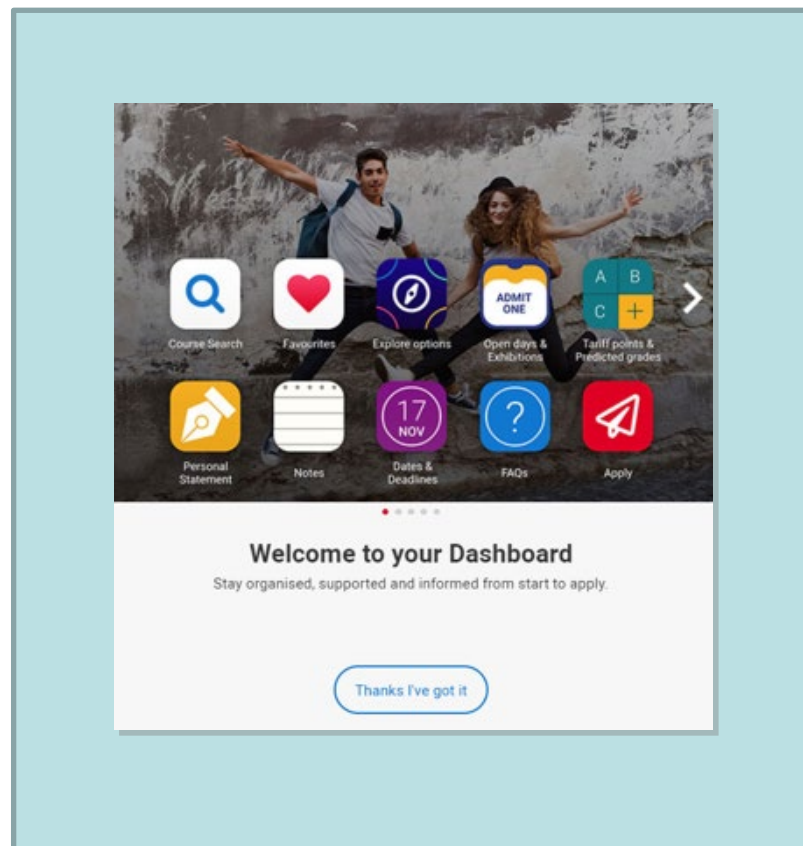 ADMIT
ONE
A B
C +
Course Search
Favourites
Explore options
Open days &
Exhibitions
Tariff points &
Predicted grades
17
NOV
?
Personal
Statement
Notes
Dates &
Deadlines
FAQs
Apply
Welcome to your Dashboard
Stay organised, supported and informed from start to apply.
Thanks I've got it